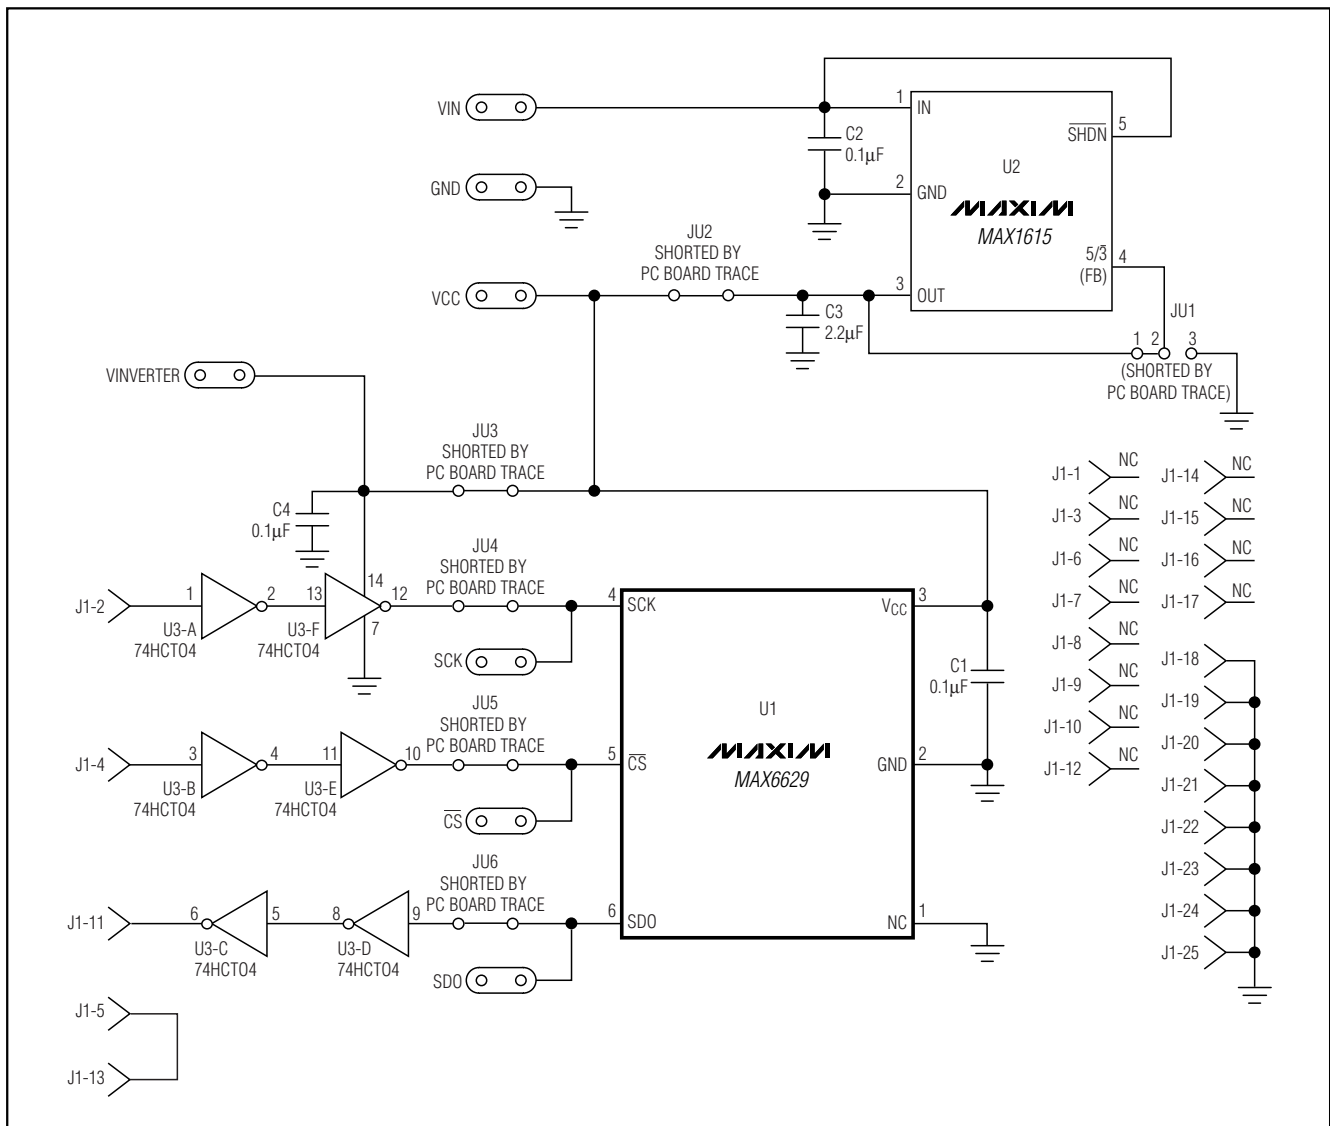 VIN
1
IN
C2
0.1µF
SHDN
5
U2
GND
2
GND
MAXIM
MAX1615
JU2
SHORTED BY
PC BOARD TRACE
5/3
(FB)
4
VCC
3
OUT
C3
2.2µF
JU1
1 2 3
(SHORTED BY
PC BOARD TRACE)
VINVERTER
JU3
SHORTED BY
PC BOARD TRACE
C4
0.1µF
J1-1
NC
J1-14
NC
J1-3
NC
J1-15
NC
J1-6
NC
J1-16
NC
J1-7
NC
J1-17
NC
J1-8
NC
J1-9
NC
J1-10
NC
J1-12
NC
J1-18
J1-19
J1-20
J1-21
J1-22
J1-23
J1-24
J1-25
JU4
SHORTED BY
PC BOARD TRACE
J1-2
1
2
U3-A
74HCT04
13
14
12
7
U3-F
74HCT04
4
SCK
SCK
VCC
3
C1
0.1µF
U1
MAXIM
MAX6629
JU5
SHORTED BY
PC BOARD TRACE
J1-4
3
4
U3-B
74HCT04
11
10
U3-E
74HCT04
5
CS
CS
GND
2
JU6
SHORTED BY
PC BOARD TRACE
J1-11
6
5
U3-C
74HCT04
8
9
U3-D
74HCT04
6
SDO
SDO
NC
1
J1-5
J1-13